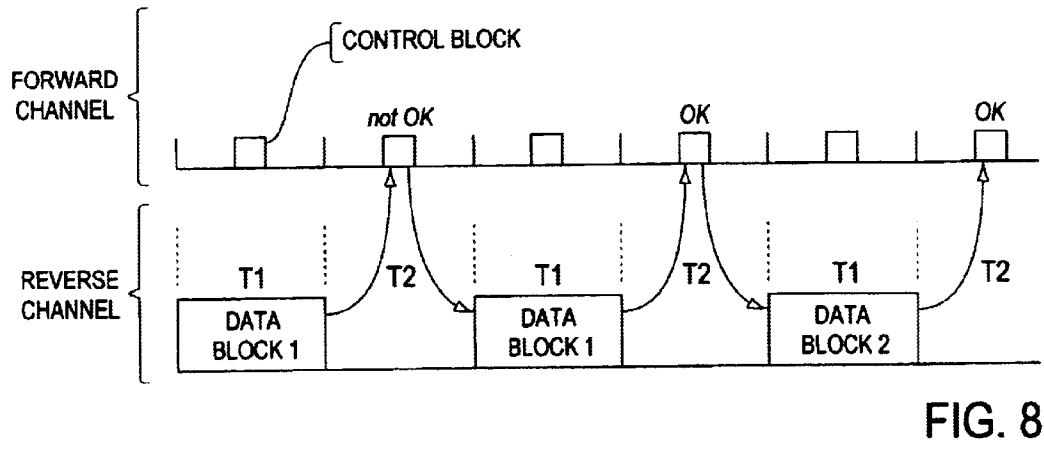 CONTROL BLOCK
FORWARD
CHANNEL
not OK
OK
OK
REVERSE
CHANNEL
T1
T2
T1
T2
T1
T2
DATA
BLOCK 1
DATA
BLOCK 1
DATA
BLOCK 2
FIG. 8